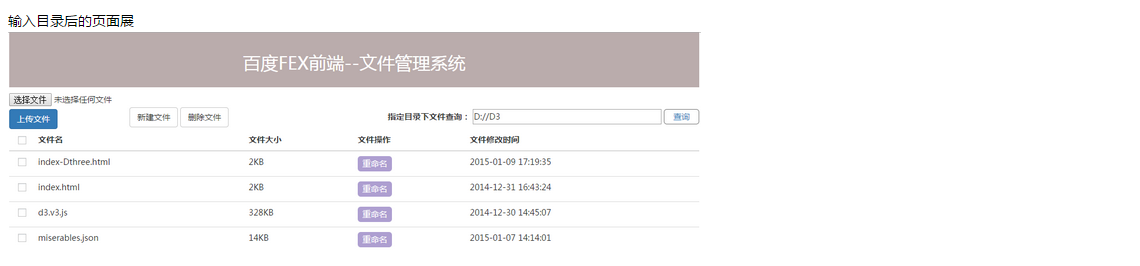 输入目录后的页面展
百度FEX前端--文件管理系统
选择文件 未选择任何文件
上传文件 新建文件 删除文件 指定目录下文件查询： D://D3 查询
文件名 文件大小 文件操作 文件修改时间
index-Dthree.html 2KB 重命名 2015-01-09 17:19:35
index.html 2KB 重命名 2014-12-31 16:43:24
d3.v3.js 328KB 重命名 2014-12-30 14:45:07
miserables.json 14KB 重命名 2015-01-07 14:14:01